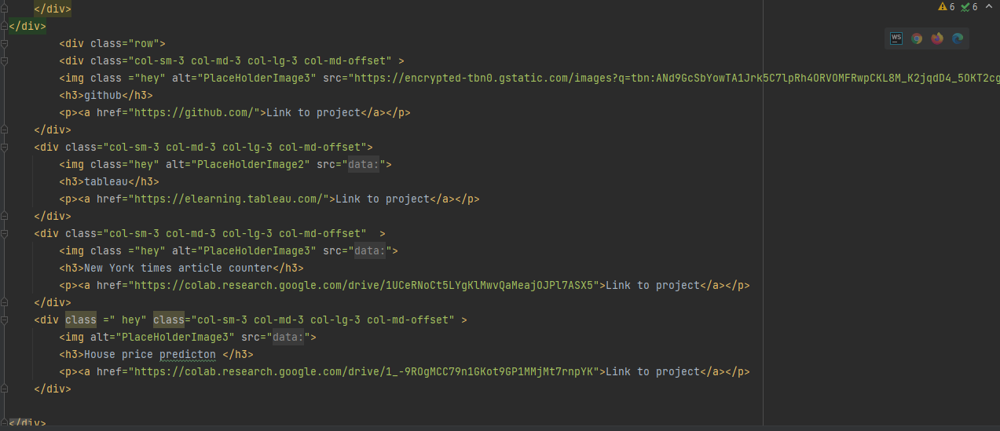 </div>
6 6
</div>
<div class="row">
WS
<div class="col-sm-3 col-md-3 col-lg-3 col-md-offset" >
<img class ="hey" alt="PlaceHolderImage3" src="https://encrypted-tbn0.gstatic.com/images?q=tbn:ANd9GcSbYowTA1Jrk5C7lpRh4ORVOMFRwpCKL8M_K2jqdD4_5OKT2cg
<h3>github</h3>
<p><a href="https://github.com/">Link to project</a></p>
</div>
<div class="col-sm-3 col-md-3 col-lg-3 col-md-offset">
<img class="hey" alt="PlaceHolderImage2" src="data:">
<h3>tableau</h3>
<p><a href="https://elearning.tableau.com/">Link to project</a></p>
</div>
<div class="col-sm-3 col-md-3 col-lg-3 col-md-offset"  >
<img class ="hey" alt="PlaceHolderImage3" src="data:">
<h3>New York times article counter</h3>
<p><a href="https://colab.research.google.com/drive/1UCeRNoCt5LYgKlMwvQaMeajOJPl7ASX5">Link to project</a></p>
</div>
<div class =" hey" class="col-sm-3 col-md-3 col-lg-3 col-md-offset" >
<img alt="PlaceHolderImage3" src="data:">
<h3>House price predicton </h3>
<p><a href="https://colab.research.google.com/drive/1_-9ROgMCC79n1GKot9GP1MMjMt7rnpYK">Link to project</a></p>
</div>
</div>